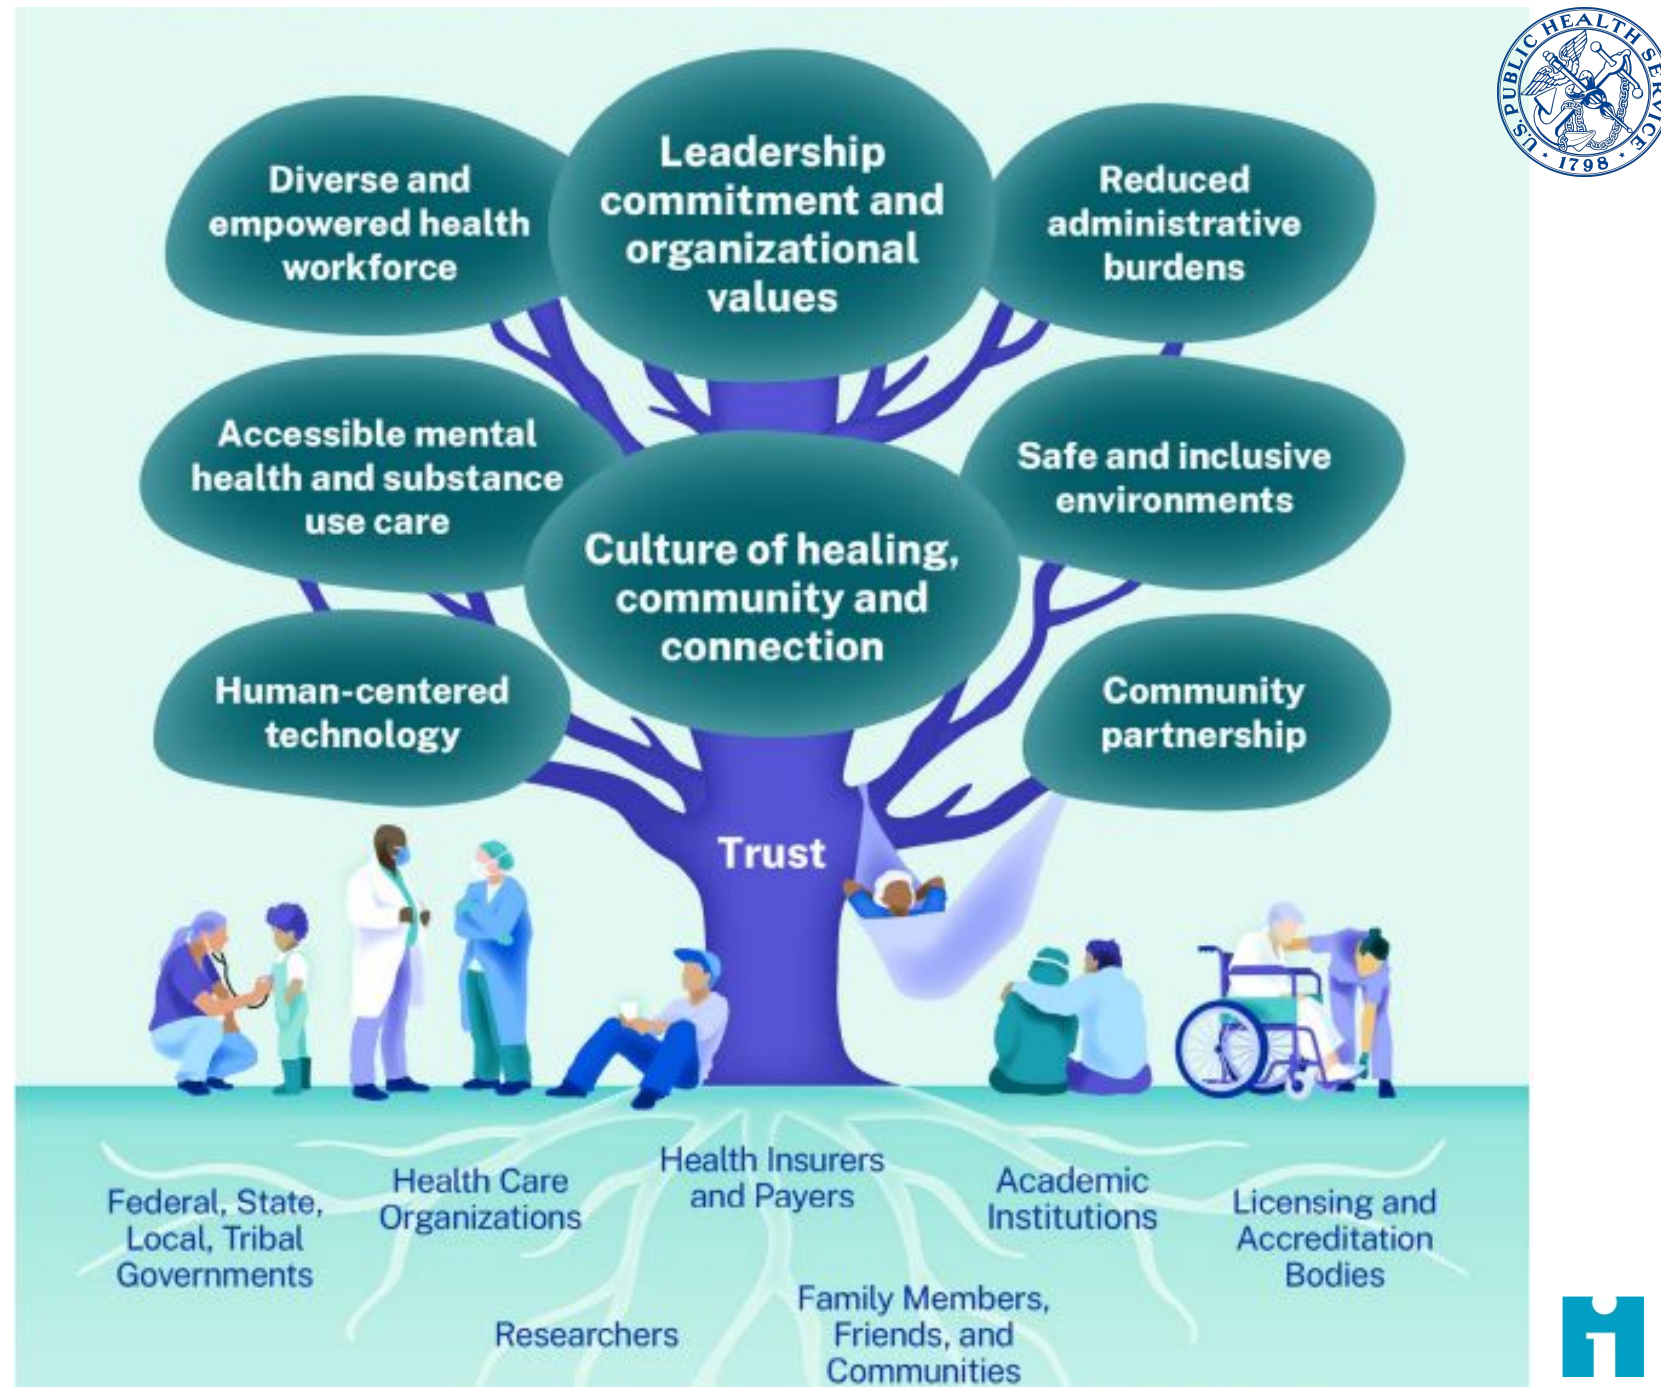 U.S. PUBLIC HEALTH SERVICE
1798
Leadership
commitment and
organizational
values
Diverse and
empowered health
workforce
Reduced
administrative
burdens
Accessible mental
health and substance
use care
Safe and inclusive
environments
Culture of healing,
community and
connection
Human-centered
technology
Community
partnership
Trust
Federal, State,
Local, Tribal
Governments
Health Care
Organizations
Health Insurers
and Payers
Academic
Institutions
Licensing and
Accreditation
Bodies
Researchers
Family Members,
Friends, and
Communities